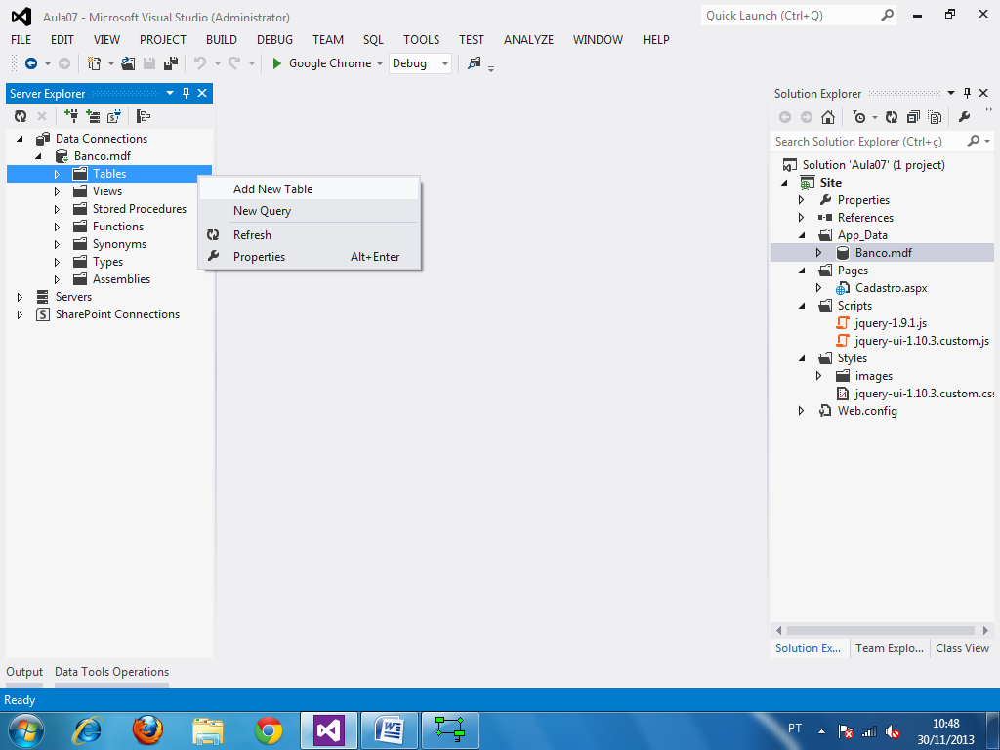 Aula07 - Microsoft Visual Studio (Administrator)
Quick Launch (Ctrl+Q)
FILE EDIT VIEW PROJECT BUILD DEBUG TEAM SQL TOOLS TEST ANALYZE WINDOW HELP
Google Chrome Debug
Server Explorer
Data Connections
Banco.mdf
Tables
Views
Stored Procedures
Functions
Synonyms
Types
Assemblies
Servers
SharePoint Connections
Add New Table
New Query
Refresh
Properties Alt+Enter
Solution Explorer
Search Solution Explorer (Ctrl+ç)
Solution 'Aula07' (1 project)
Site
Properties
References
App_Data
Banco.mdf
Pages
Cadastro.aspx
Scripts
jquery-1.9.1.js
jquery-ui-1.10.3.custom.js
Styles
images
jquery-ui-1.10.3.custom.css
Web.config
Solution Ex... Team Explo... Class View
Output Data Tools Operations
Ready
PT
10:48
30/11/2013